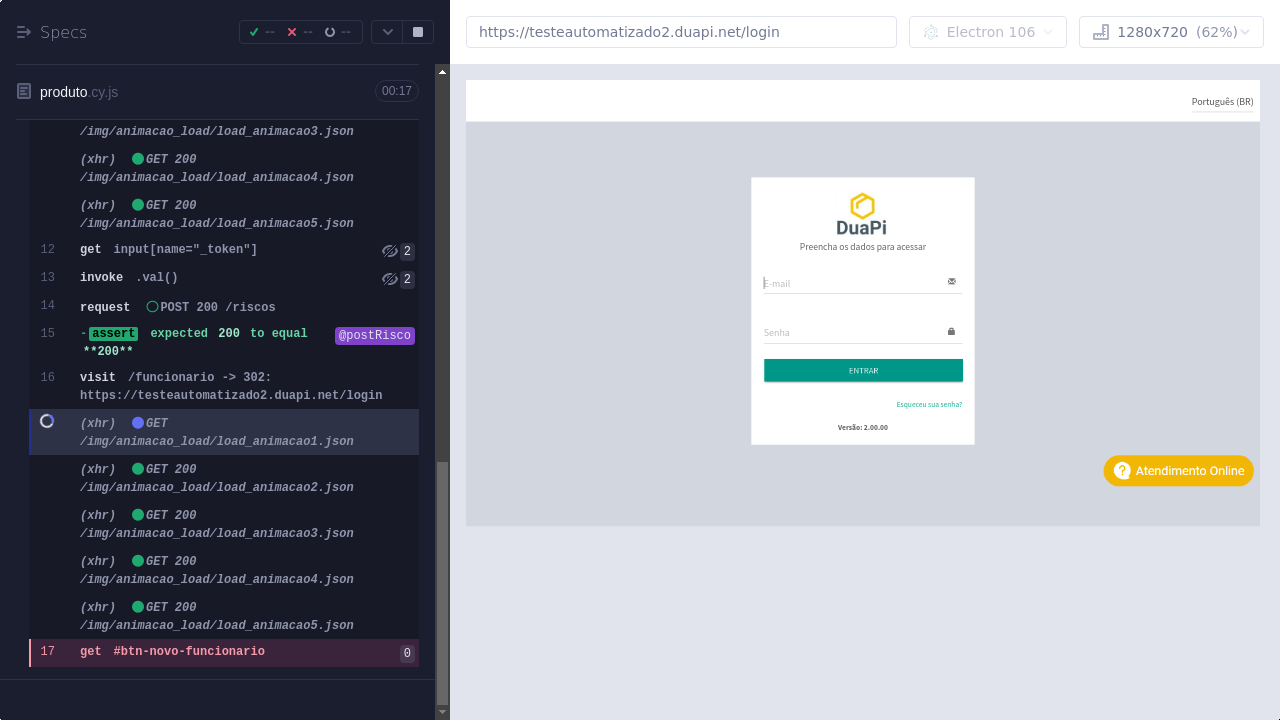 Specs
-- -- --
https://testeautomatizado2.duapi.net/login
Electron 106
1280x720 (62%)
produto.cy.js
00:17
/img/animacao_load/load_animacao3.json
(xhr) GET 200
/img/animacao_load/load_animacao4.json
(xhr) GET 200
/img/animacao_load/load_animacao5.json
12 get input[name="_token"] 2
13 invoke .val() 2
14 request POST 200 /riscos
15 -assert expected 200 to equal @postRisco
**200**
16 visit /funcionario -> 302:
https://testeautomatizado2.duapi.net/login
(xhr) GET
/img/animacao_load/load_animacao1.json
(xhr) GET 200
/img/animacao_load/load_animacao2.json
(xhr) GET 200
/img/animacao_load/load_animacao3.json
(xhr) GET 200
/img/animacao_load/load_animacao4.json
(xhr) GET 200
/img/animacao_load/load_animacao5.json
17 get #btn-novo-funcionario 0
Português (BR)
DuaPi
Preencha os dados para acessar
E-mail
Senha
ENTRAR
Esqueceu sua senha?
Versão: 2.00.00
Atendimento Online